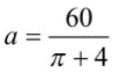 a = 60 / (π + 4)